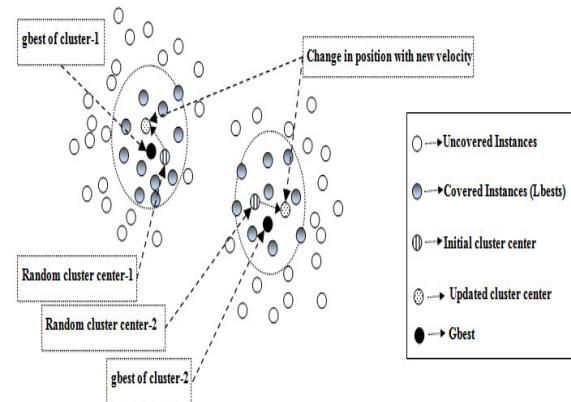 gbest of cluster-1
Change in position with new velocity
Uncovered Instances
Covered Instances (Lbests)
Initial cluster center
Updated cluster center
Gbest
Random cluster center-1
Random cluster center-2
gbest of cluster-2